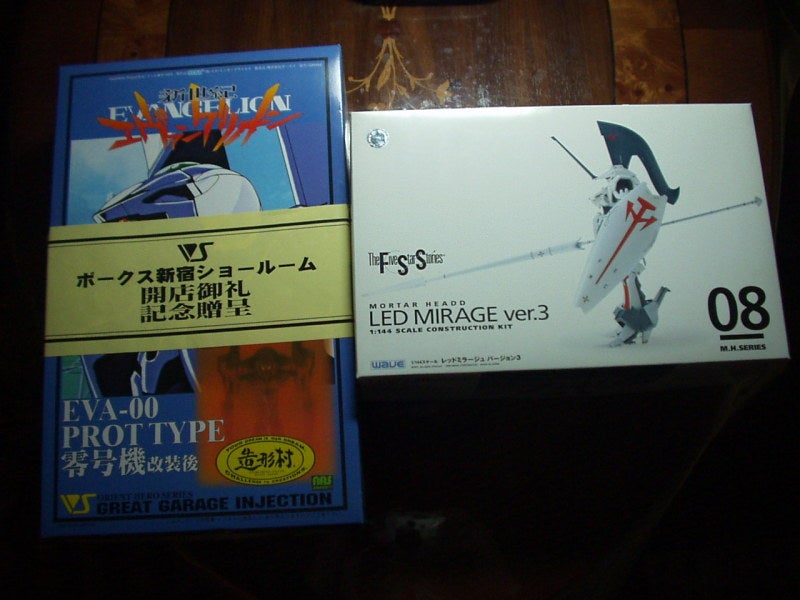 新世紀
EVANGELION
エヴァンゲリオン
VS
ボークス新宿ショールーム
開店御礼
記念贈呈
EVA-00
PROT TYPE
零号機改装後
造形村
VS ORIENT HERO SERIES
GREAT GARAGE INJECTION
The Five Star Stories
MORTAR HEADD
LED MIRAGE ver.3
1:144 SCALE CONSTRUCTION KIT
WAVE 1/144スケール レッドミラージュ バージョン3
08
M.H.SERIES